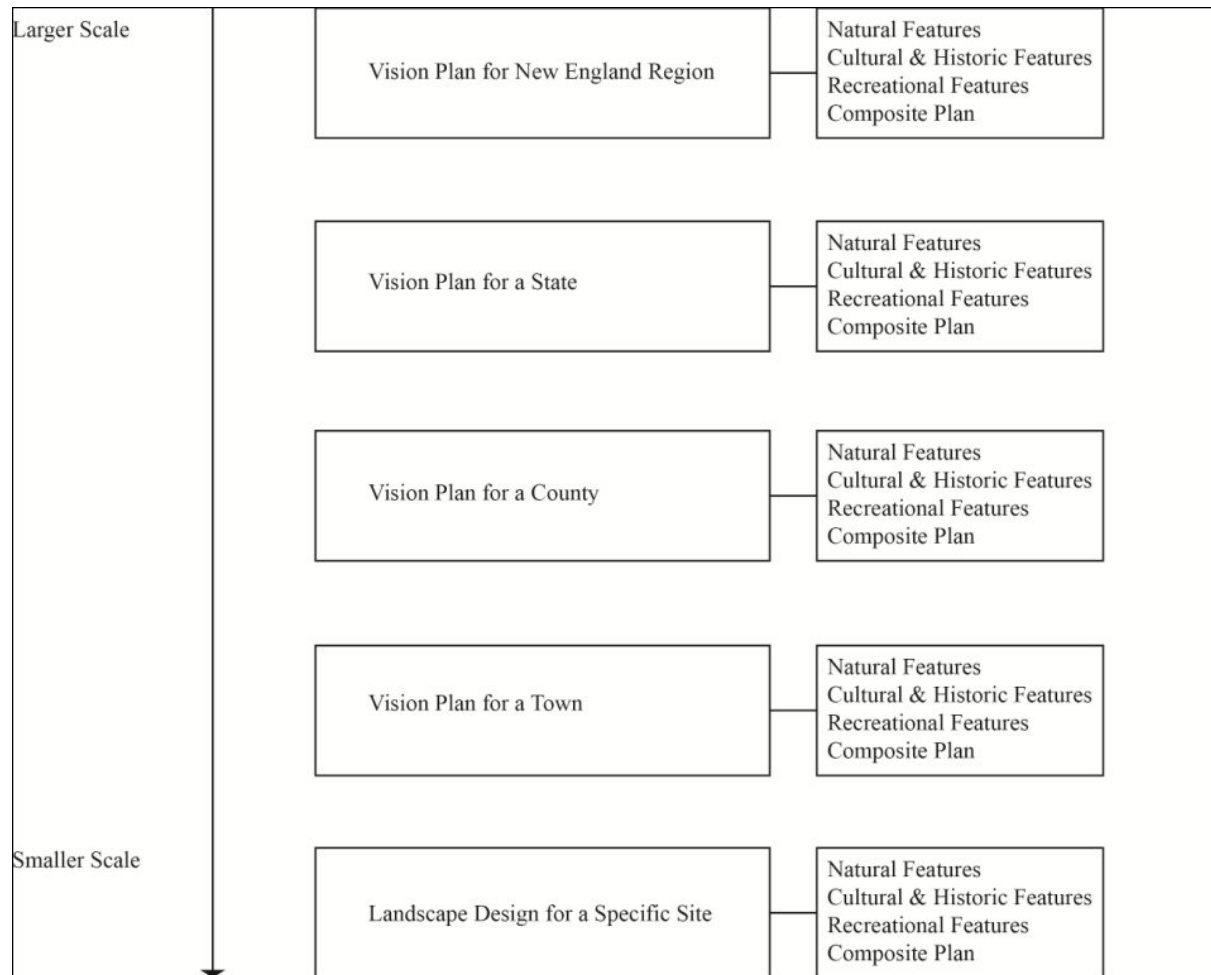 Larger Scale
Vision Plan for New England Region
Natural Features
Cultural & Historic Features
Recreational Features
Composite Plan
Vision Plan for a State
Natural Features
Cultural & Historic Features
Recreational Features
Composite Plan
Vision Plan for a County
Natural Features
Cultural & Historic Features
Recreational Features
Composite Plan
Vision Plan for a Town
Natural Features
Cultural & Historic Features
Recreational Features
Composite Plan
Smaller Scale
Landscape Design for a Specific Site
Natural Features
Cultural & Historic Features
Recreational Features
Composite Plan